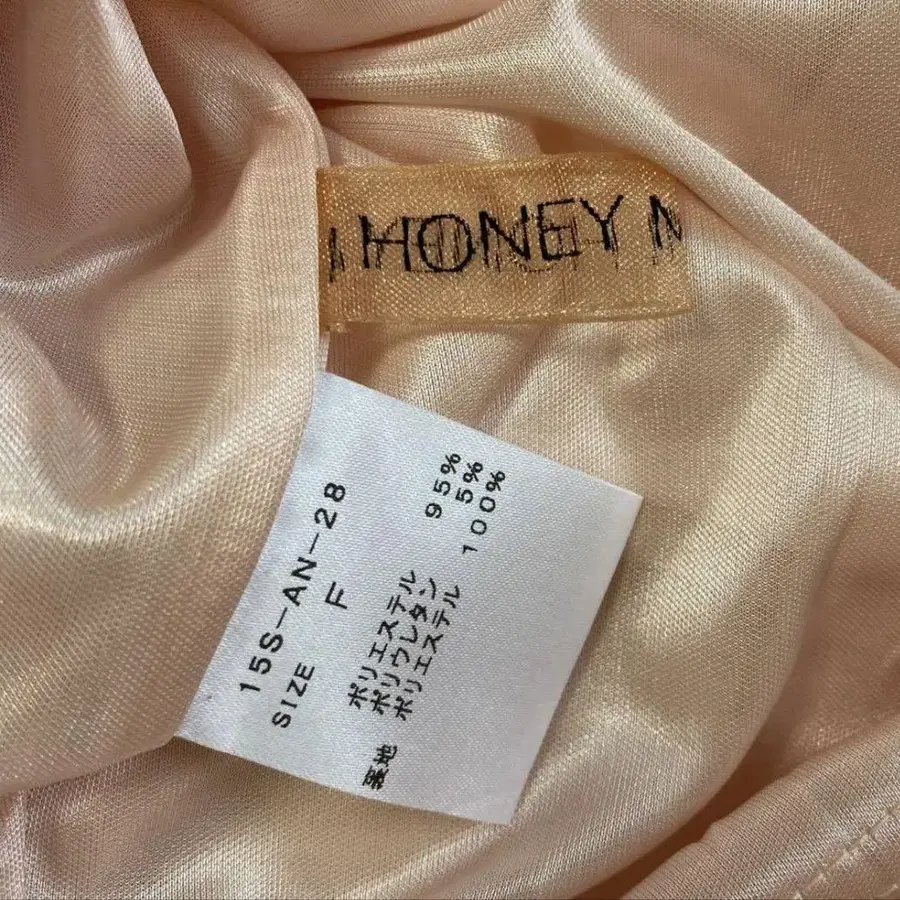 HONEY
15S-AN-28
SIZE F
ポリエステル 95%
ポリウレタン 5%
裏地 ポリエステル 100%